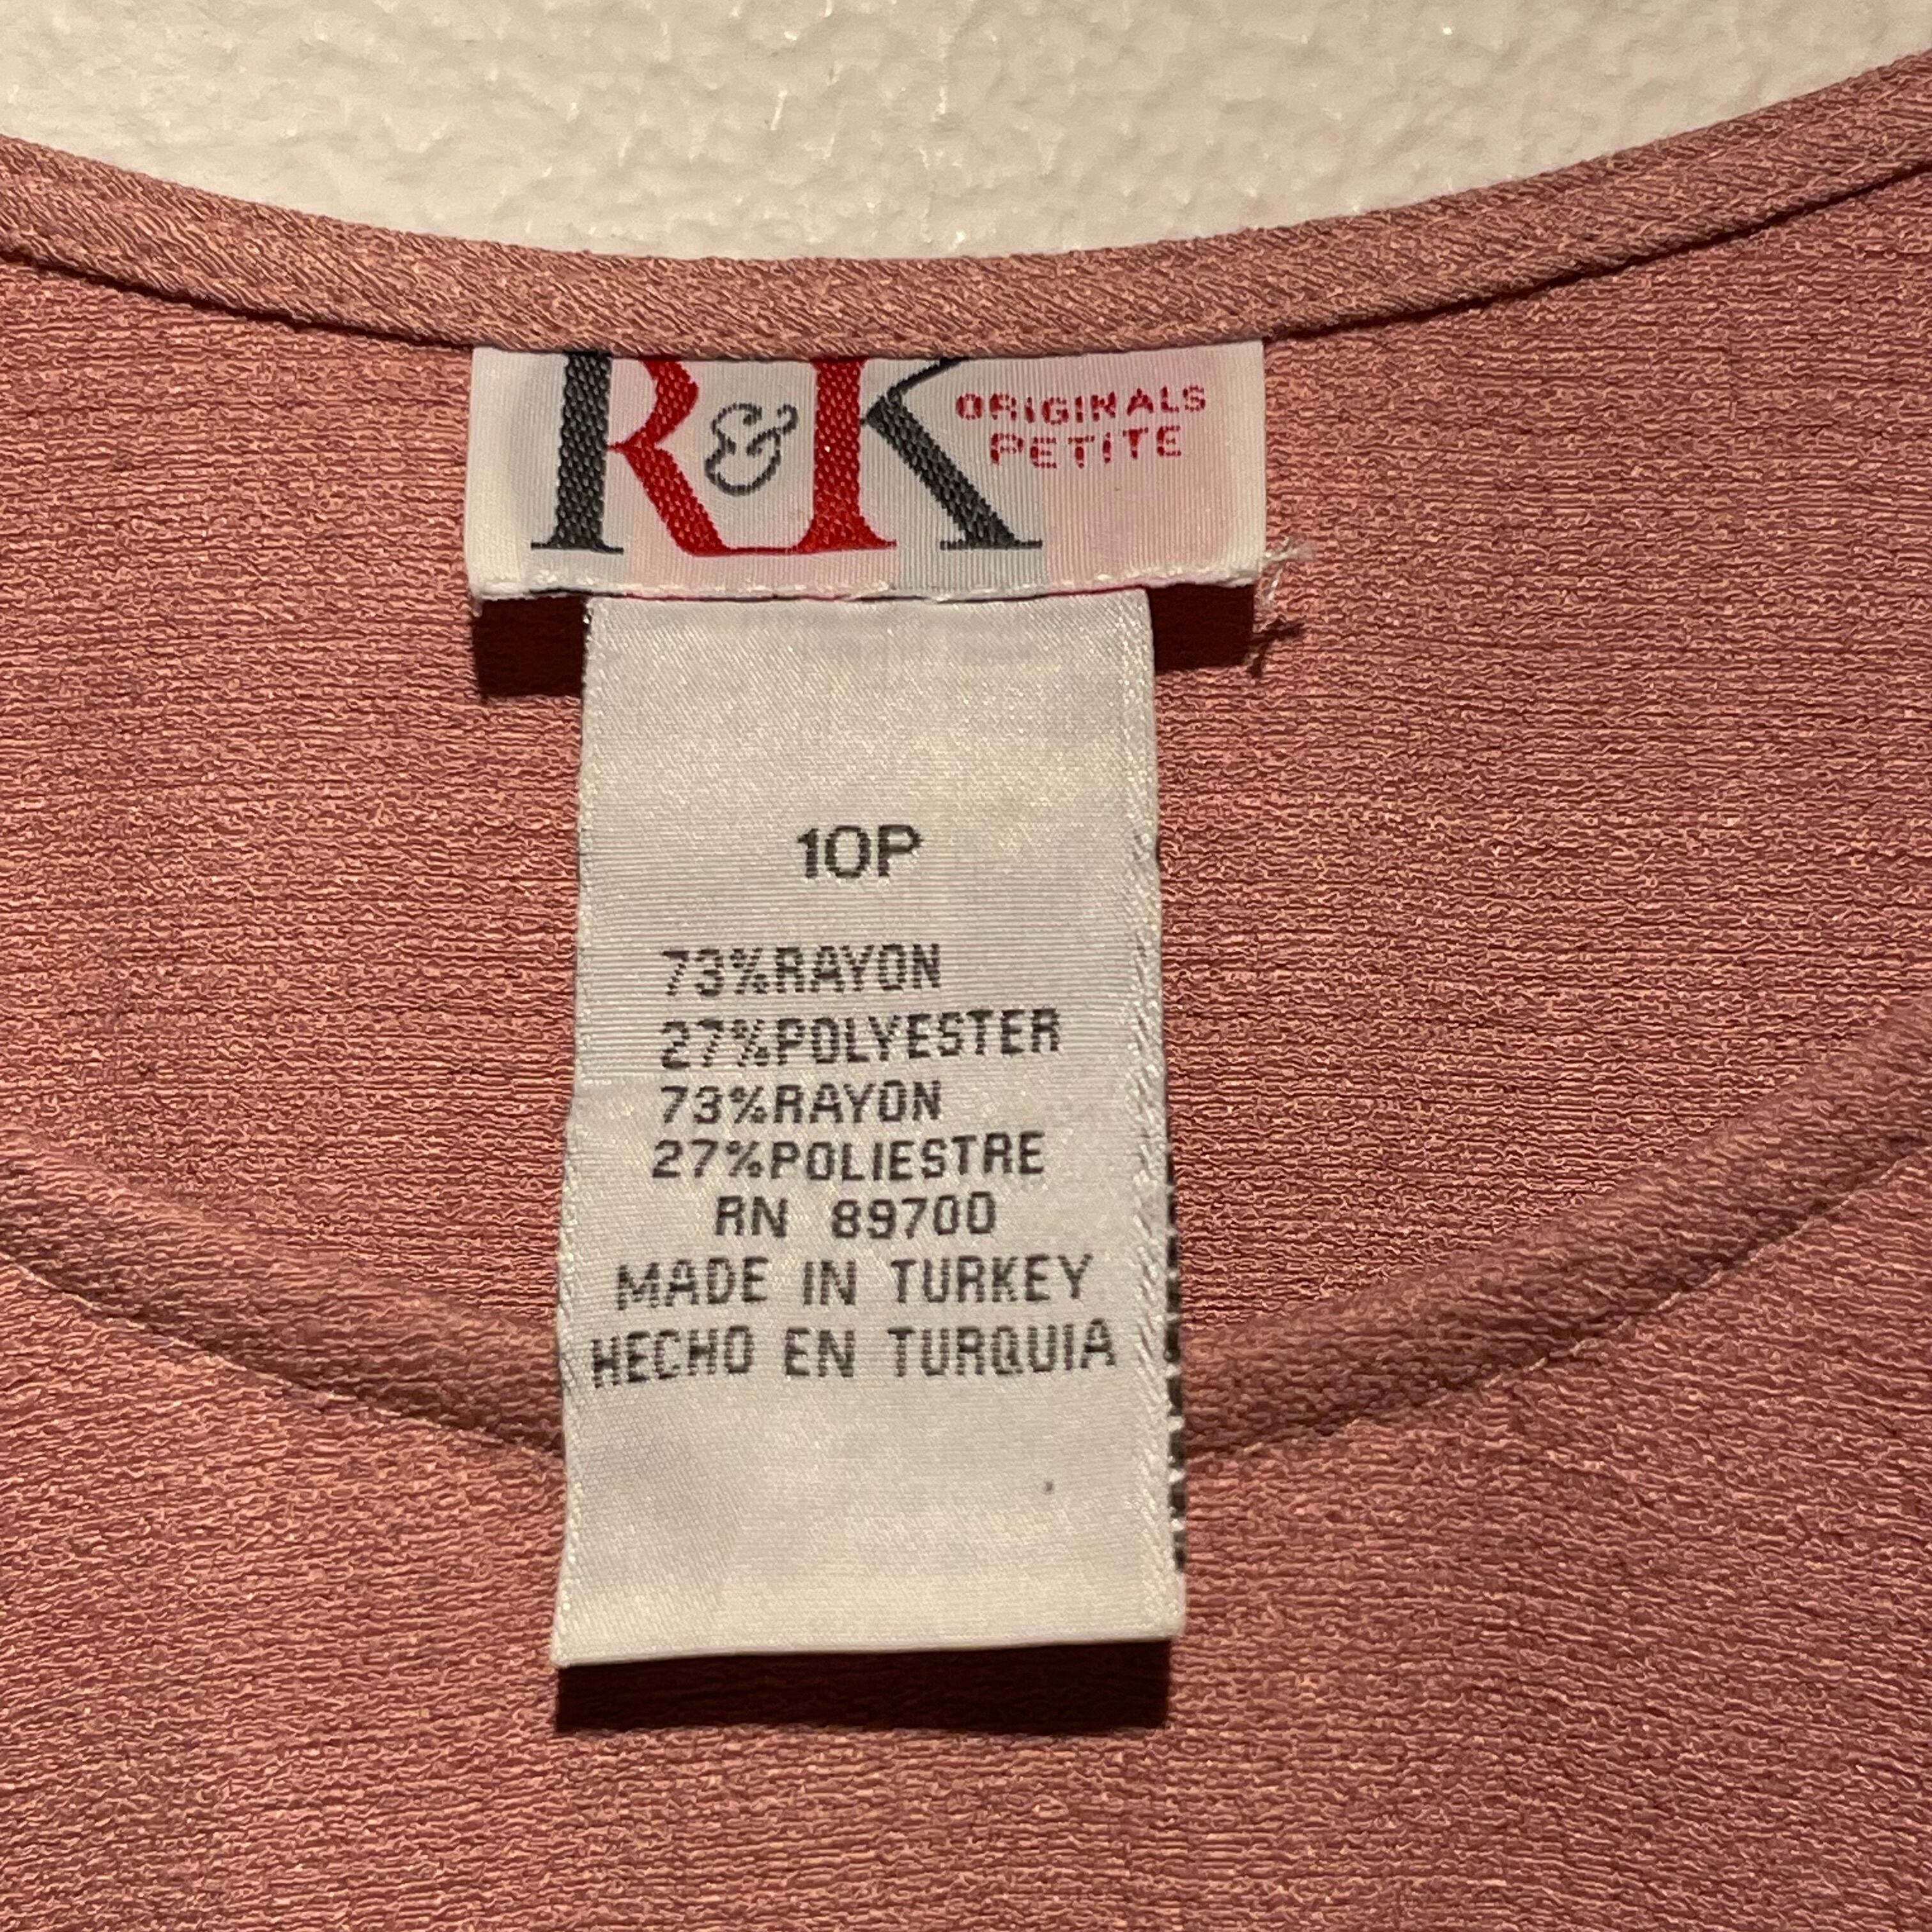 R&K ORIGINALS
PETITE
10P
73%RAYON
27%POLYESTER
73%RAYON
27%POLIESTRE
RN 89700
MADE IN TURKEY
HECHO EN TURQUIA